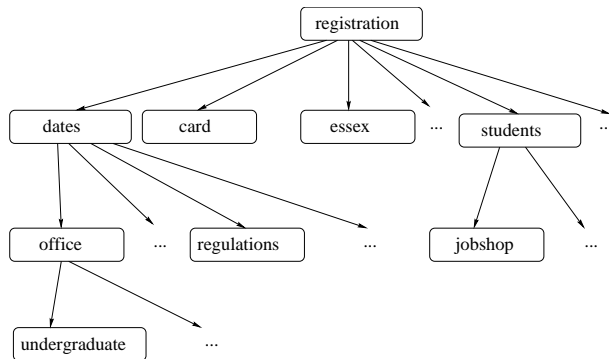 registration
dates
card
essex
...
students
...
office
...
regulations
...
jobshop
...
undergraduate
...